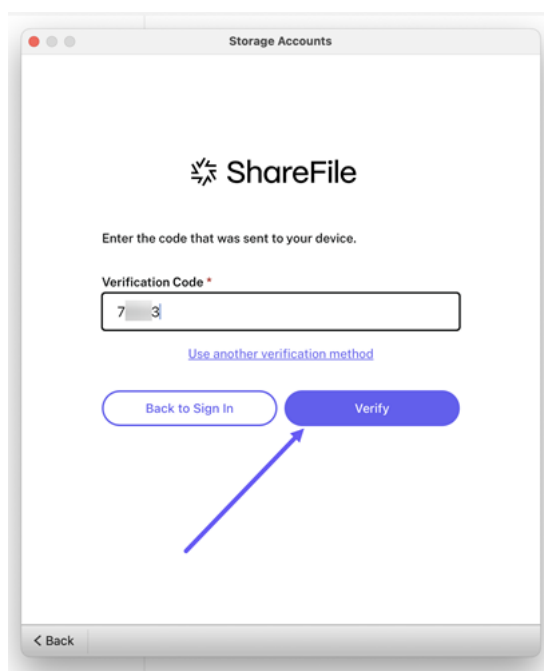 Storage Accounts
ShareFile
Enter the code that was sent to your device.
Verification Code *
7 3
Use another verification method
Back to Sign In
Verify
< Back